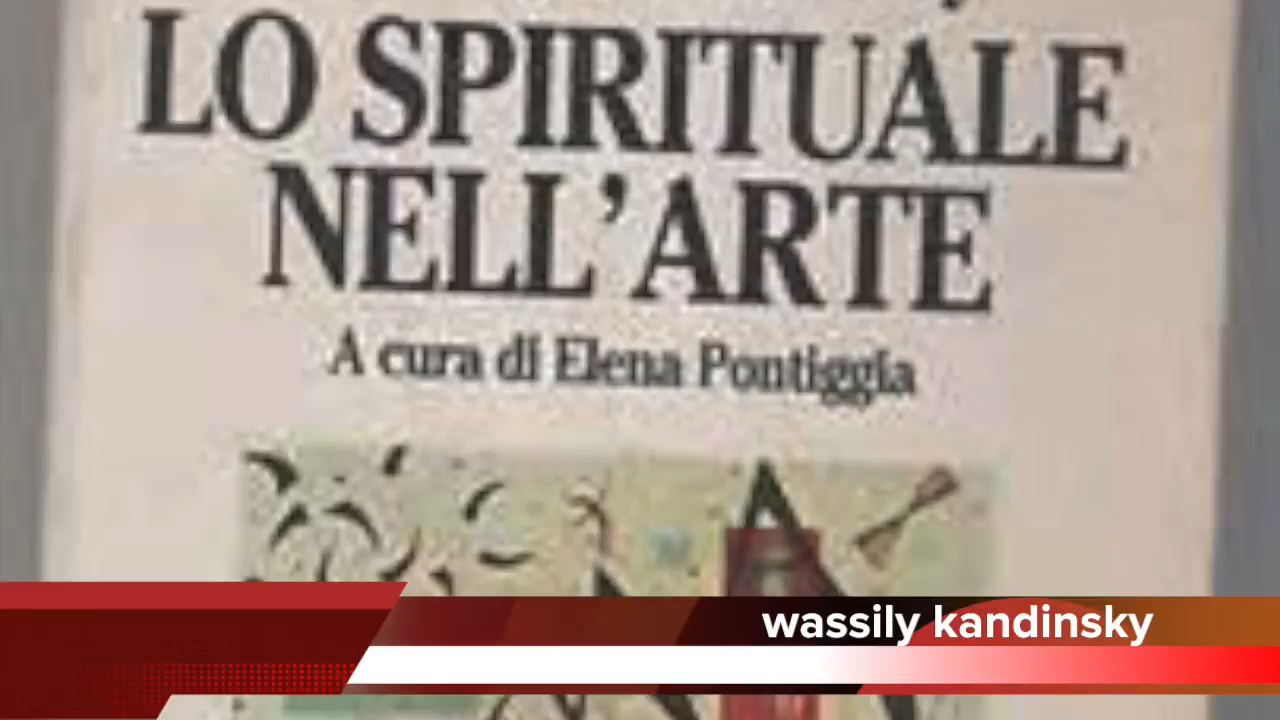 LO SPIRITUALE
NELL'ARTE
A cura di Elena Pontiggia
wassily kandinsky